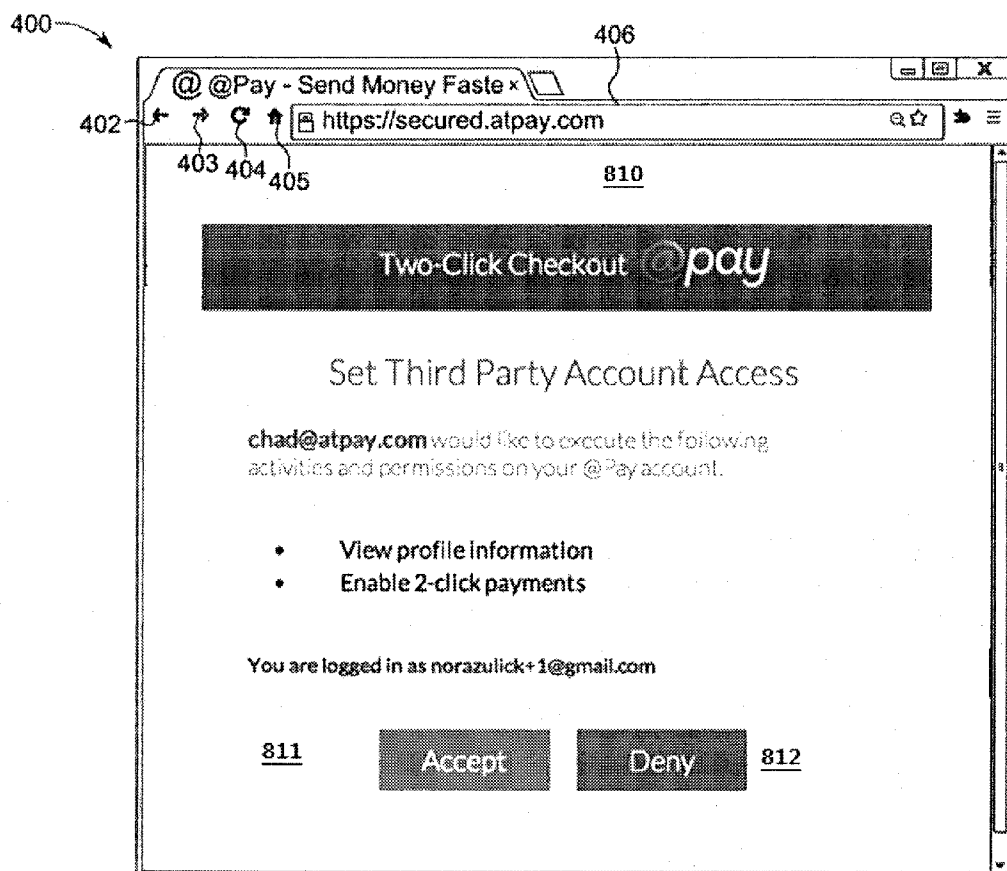 400
406
@ @Pay - Send Money Faste ×
402
https://secured.atpay.com
403 404 405
810
Two-Click Checkout @pay
Set Third Party Account Access
chad@atpay.com would like to execute the following
activities and permissions on your @Pay account.
• View profile information
• Enable 2-click payments
You are logged in as norazulick+1@gmail.com
811 Accept Deny 812